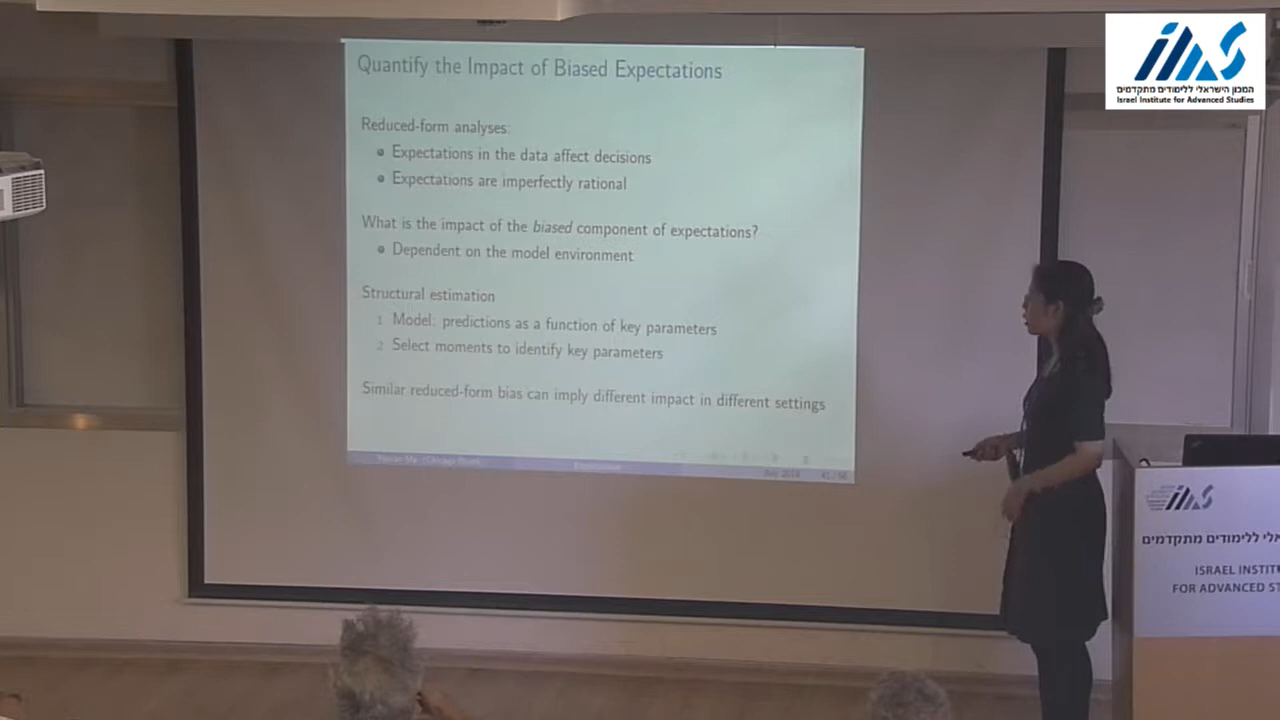 Quantify the Impact of Biased Expectations
Reduced-form analyses:
Expectations in the data affect decisions
Expectations are imperfectly rational
What is the impact of the biased component of expectations?
Dependent on the model environment
Structural estimation
1 Model: predictions as a function of key parameters
2 Select moments to identify key parameters
Similar reduced-form bias can imply different impact in different settings
July 2019
המכון הישראלי ללימודים מתקדמים
Israel Institute for Advanced Studies
לי ללימודים מתקדמים
ISRAEL INSTIT
FOR ADVANCED ST